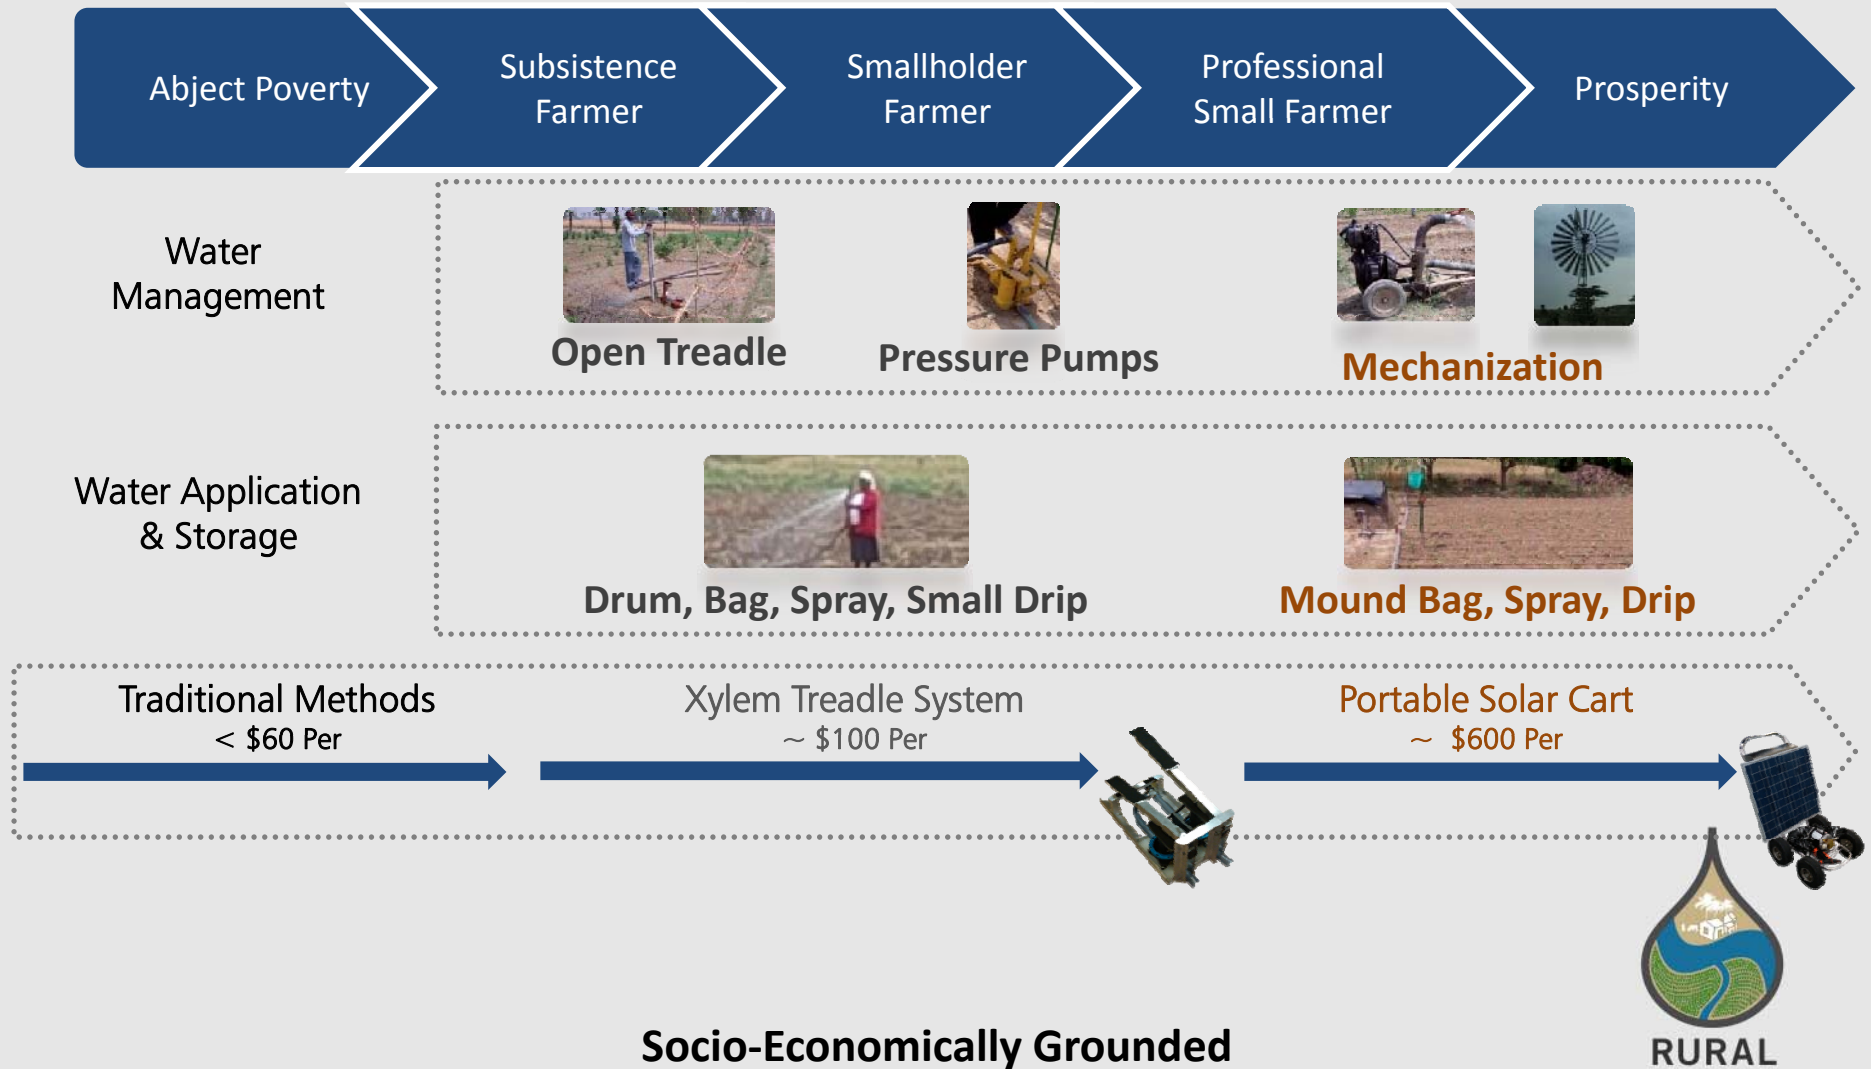 Abject Poverty
Subsistence
Farmer
Smallholder
Farmer
Professional
Small Farmer
Prosperity
Water
Management
Open Treadle
Pressure Pumps
Mechanization
Water Application
& Storage
Drum, Bag, Spray, Small Drip
Mound Bag, Spray, Drip
Traditional Methods
< $60 Per
Xylem Treadle System
~ $100 Per
Portable Solar Cart
~ $600 Per
Socio-Economically Grounded
RURAL